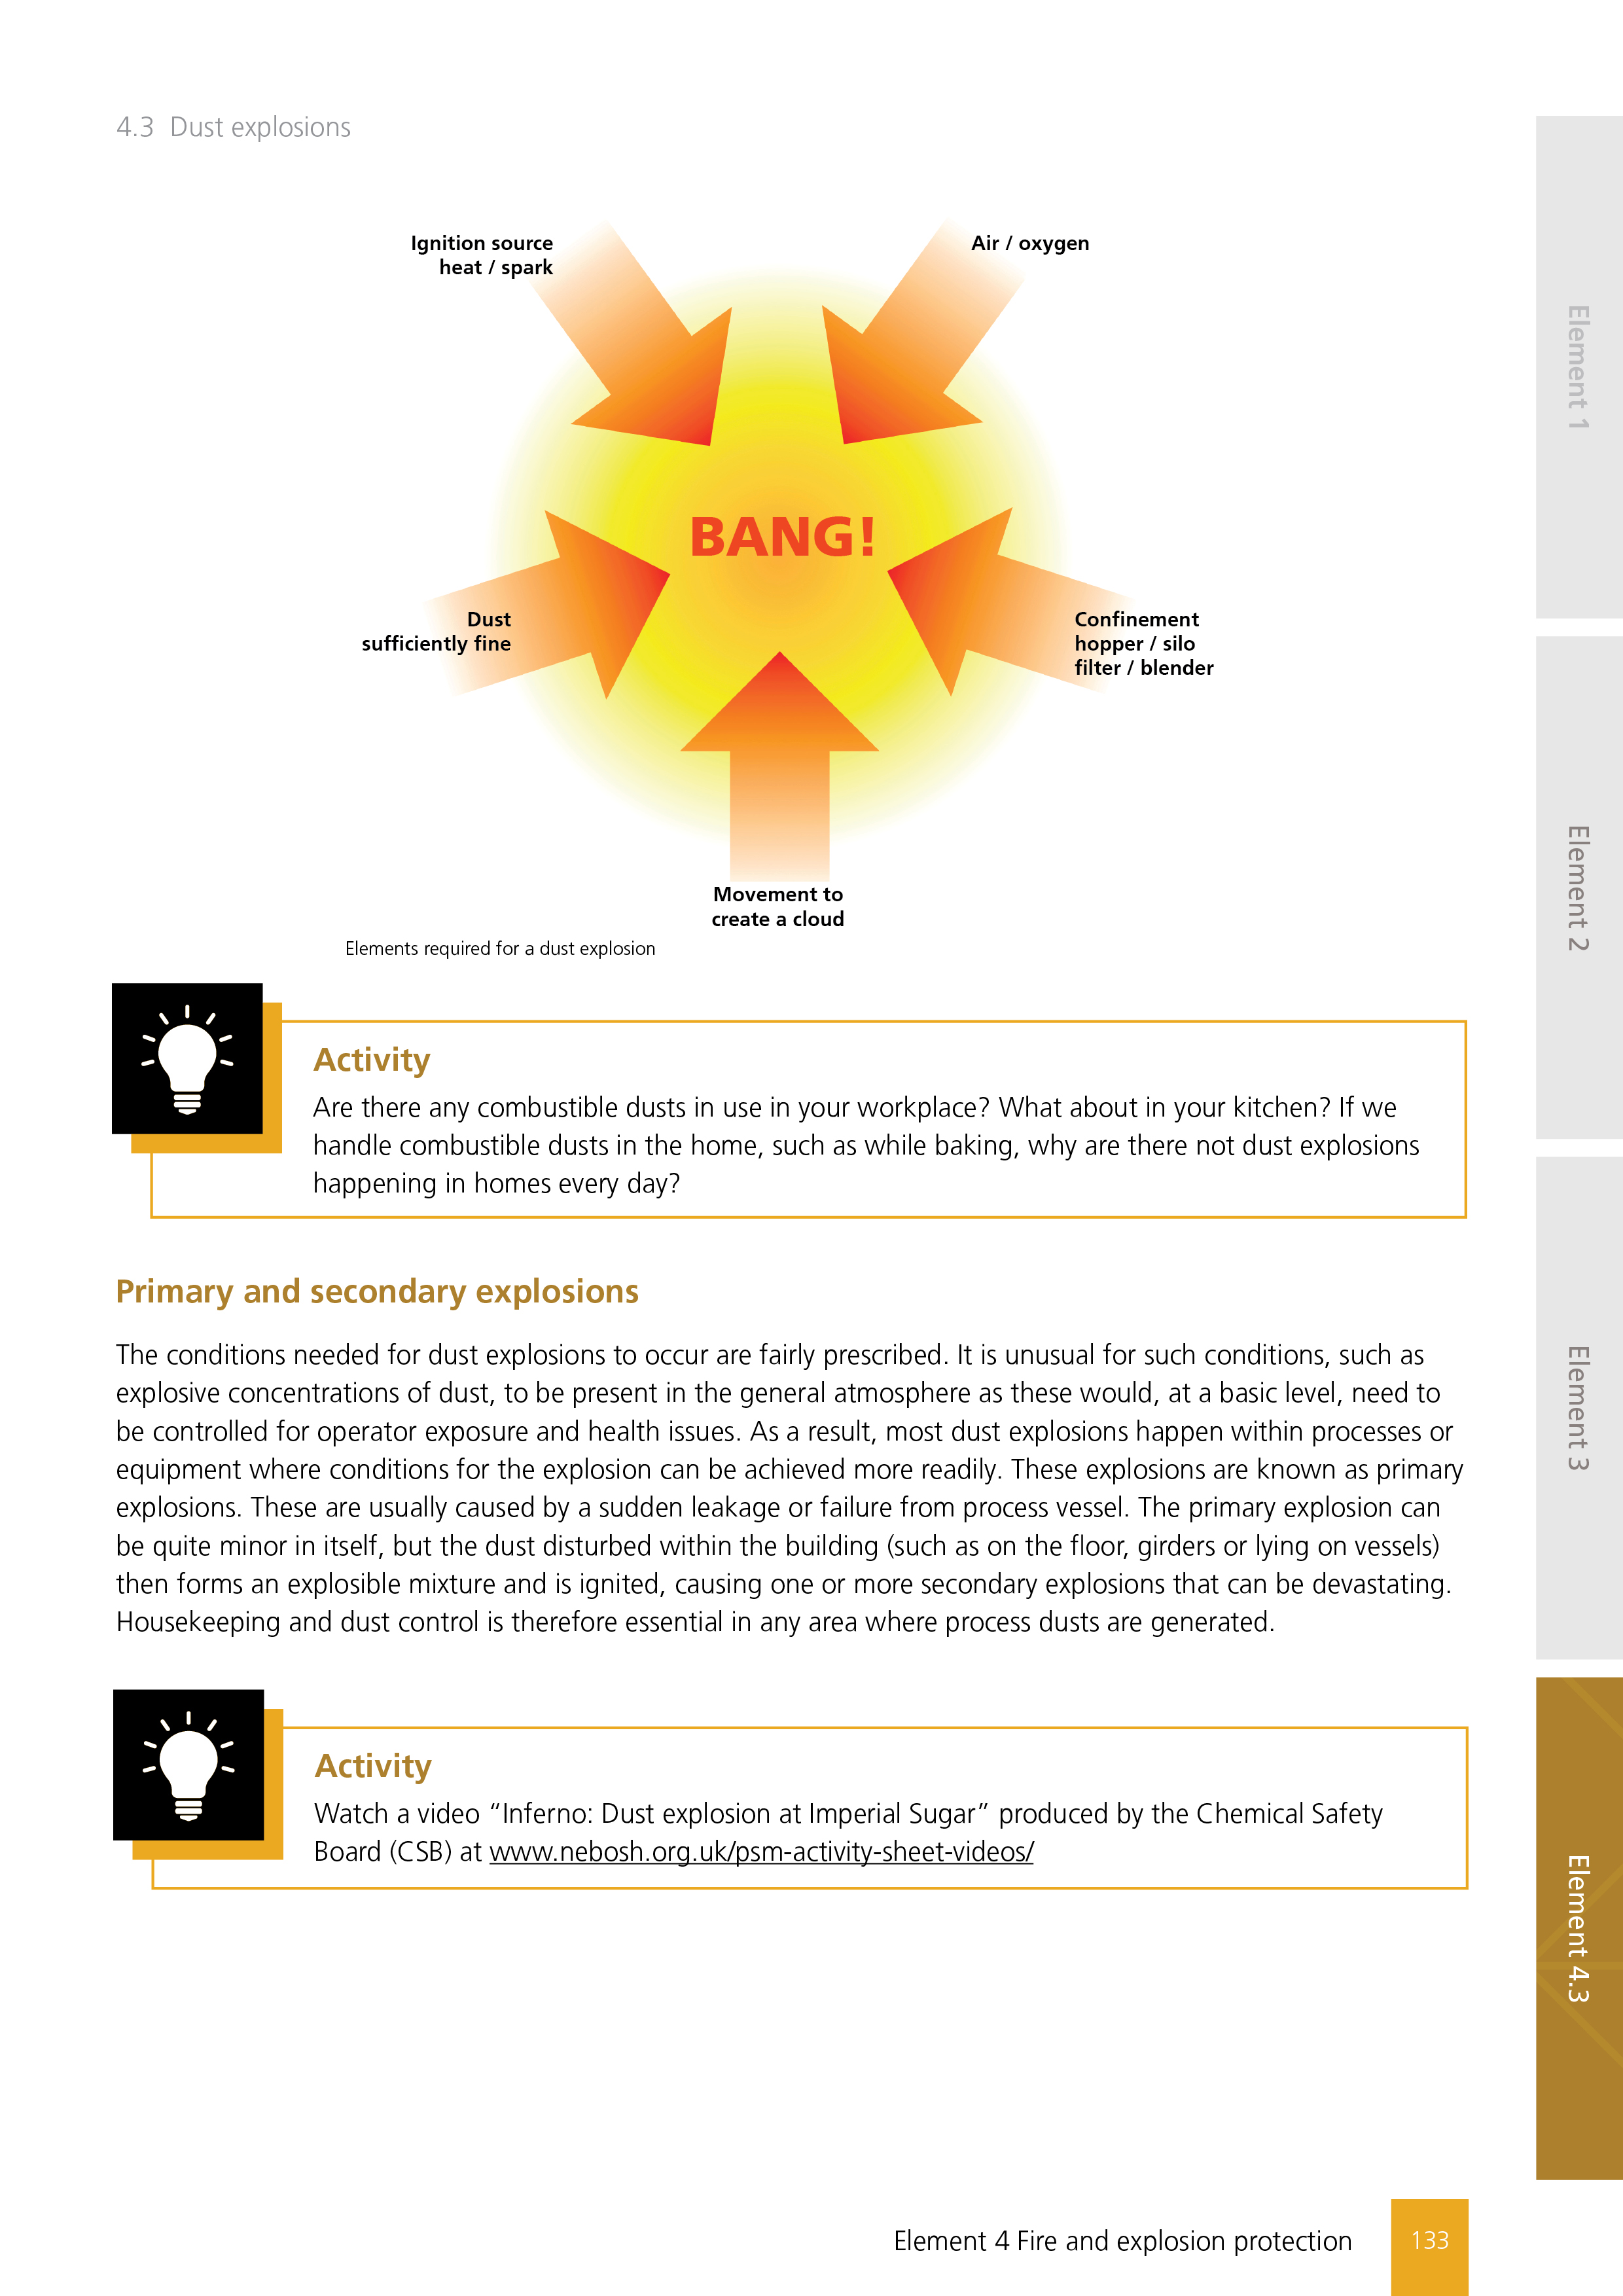 4.3 Dust explosions
Ignition source
heat / spark
Air / oxygen
BANG!
Dust
sufficiently fine
Confinement
hopper / silo
filter / blender
Movement to
create a cloud
Elements required for a dust explosion
Activity
Are there any combustible dusts in use in your workplace? What about in your kitchen? If we
handle combustible dusts in the home, such as while baking, why are there not dust explosions
happening in homes every day?
Primary and secondary explosions
The conditions needed for dust explosions to occur are fairly prescribed. It is unusual for such conditions, such as
explosive concentrations of dust, to be present in the general atmosphere as these would, at a basic level, need to
be controlled for operator exposure and health issues. As a result, most dust explosions happen within processes or
equipment where conditions for the explosion can be achieved more readily. These explosions are known as primary
explosions. These are usually caused by a sudden leakage or failure from process vessel. The primary explosion can
be quite minor in itself, but the dust disturbed within the building (such as on the floor, girders or lying on vessels)
then forms an explosible mixture and is ignited, causing one or more secondary explosions that can be devastating.
Housekeeping and dust control is therefore essential in any area where process dusts are generated.
Activity
Watch a video “Inferno: Dust explosion at Imperial Sugar” produced by the Chemical Safety
Board (CSB) at www.nebosh.org.uk/psm-activity-sheet-videos/
Element 1
Element 2
Element 3
Element 4.3
Element 4 Fire and explosion protection
133